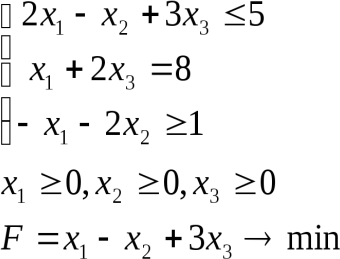 2x₁ - x₂ + 3x₃ ≤ 5
x₁ + 2x₃ = 8
- x₁ - 2x₂ ≥ 1
x₁ ≥ 0, x₂ ≥ 0, x₃ ≥ 0
F = x₁ - x₂ + 3x₃ → min